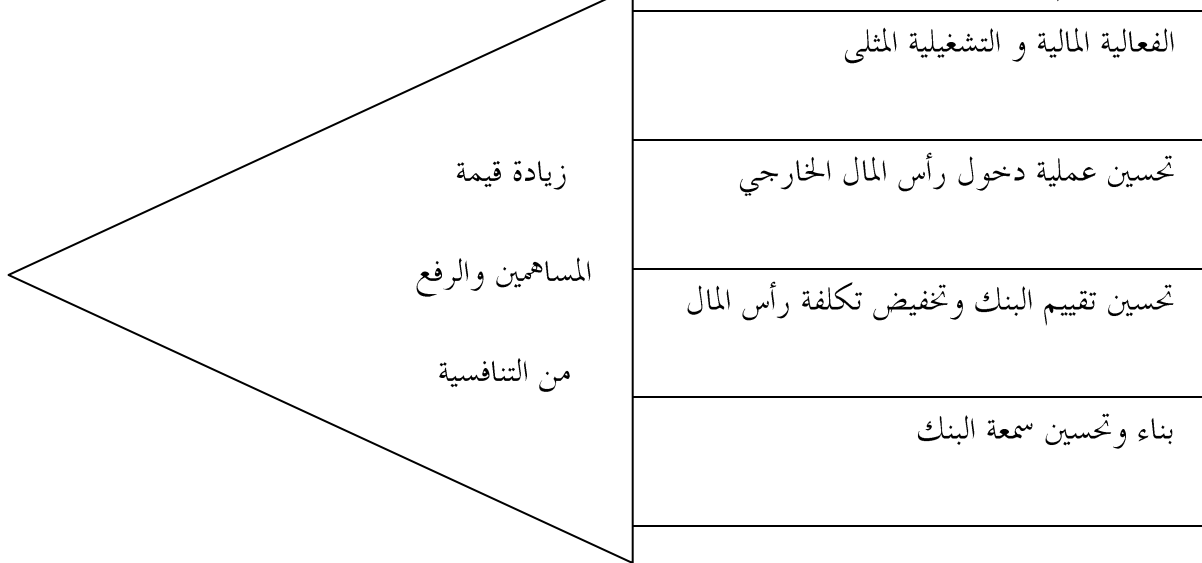 الفعالية المالية و التشغيلية المثلى
تحسين عملية دخول رأس المال الخارجي
تحسين تقييم البنك وتخفيض تكلفة رأس المال
بناء وتحسين سمعة البنك
زيادة قيمة
المساهمين والرفع
من التنافسية